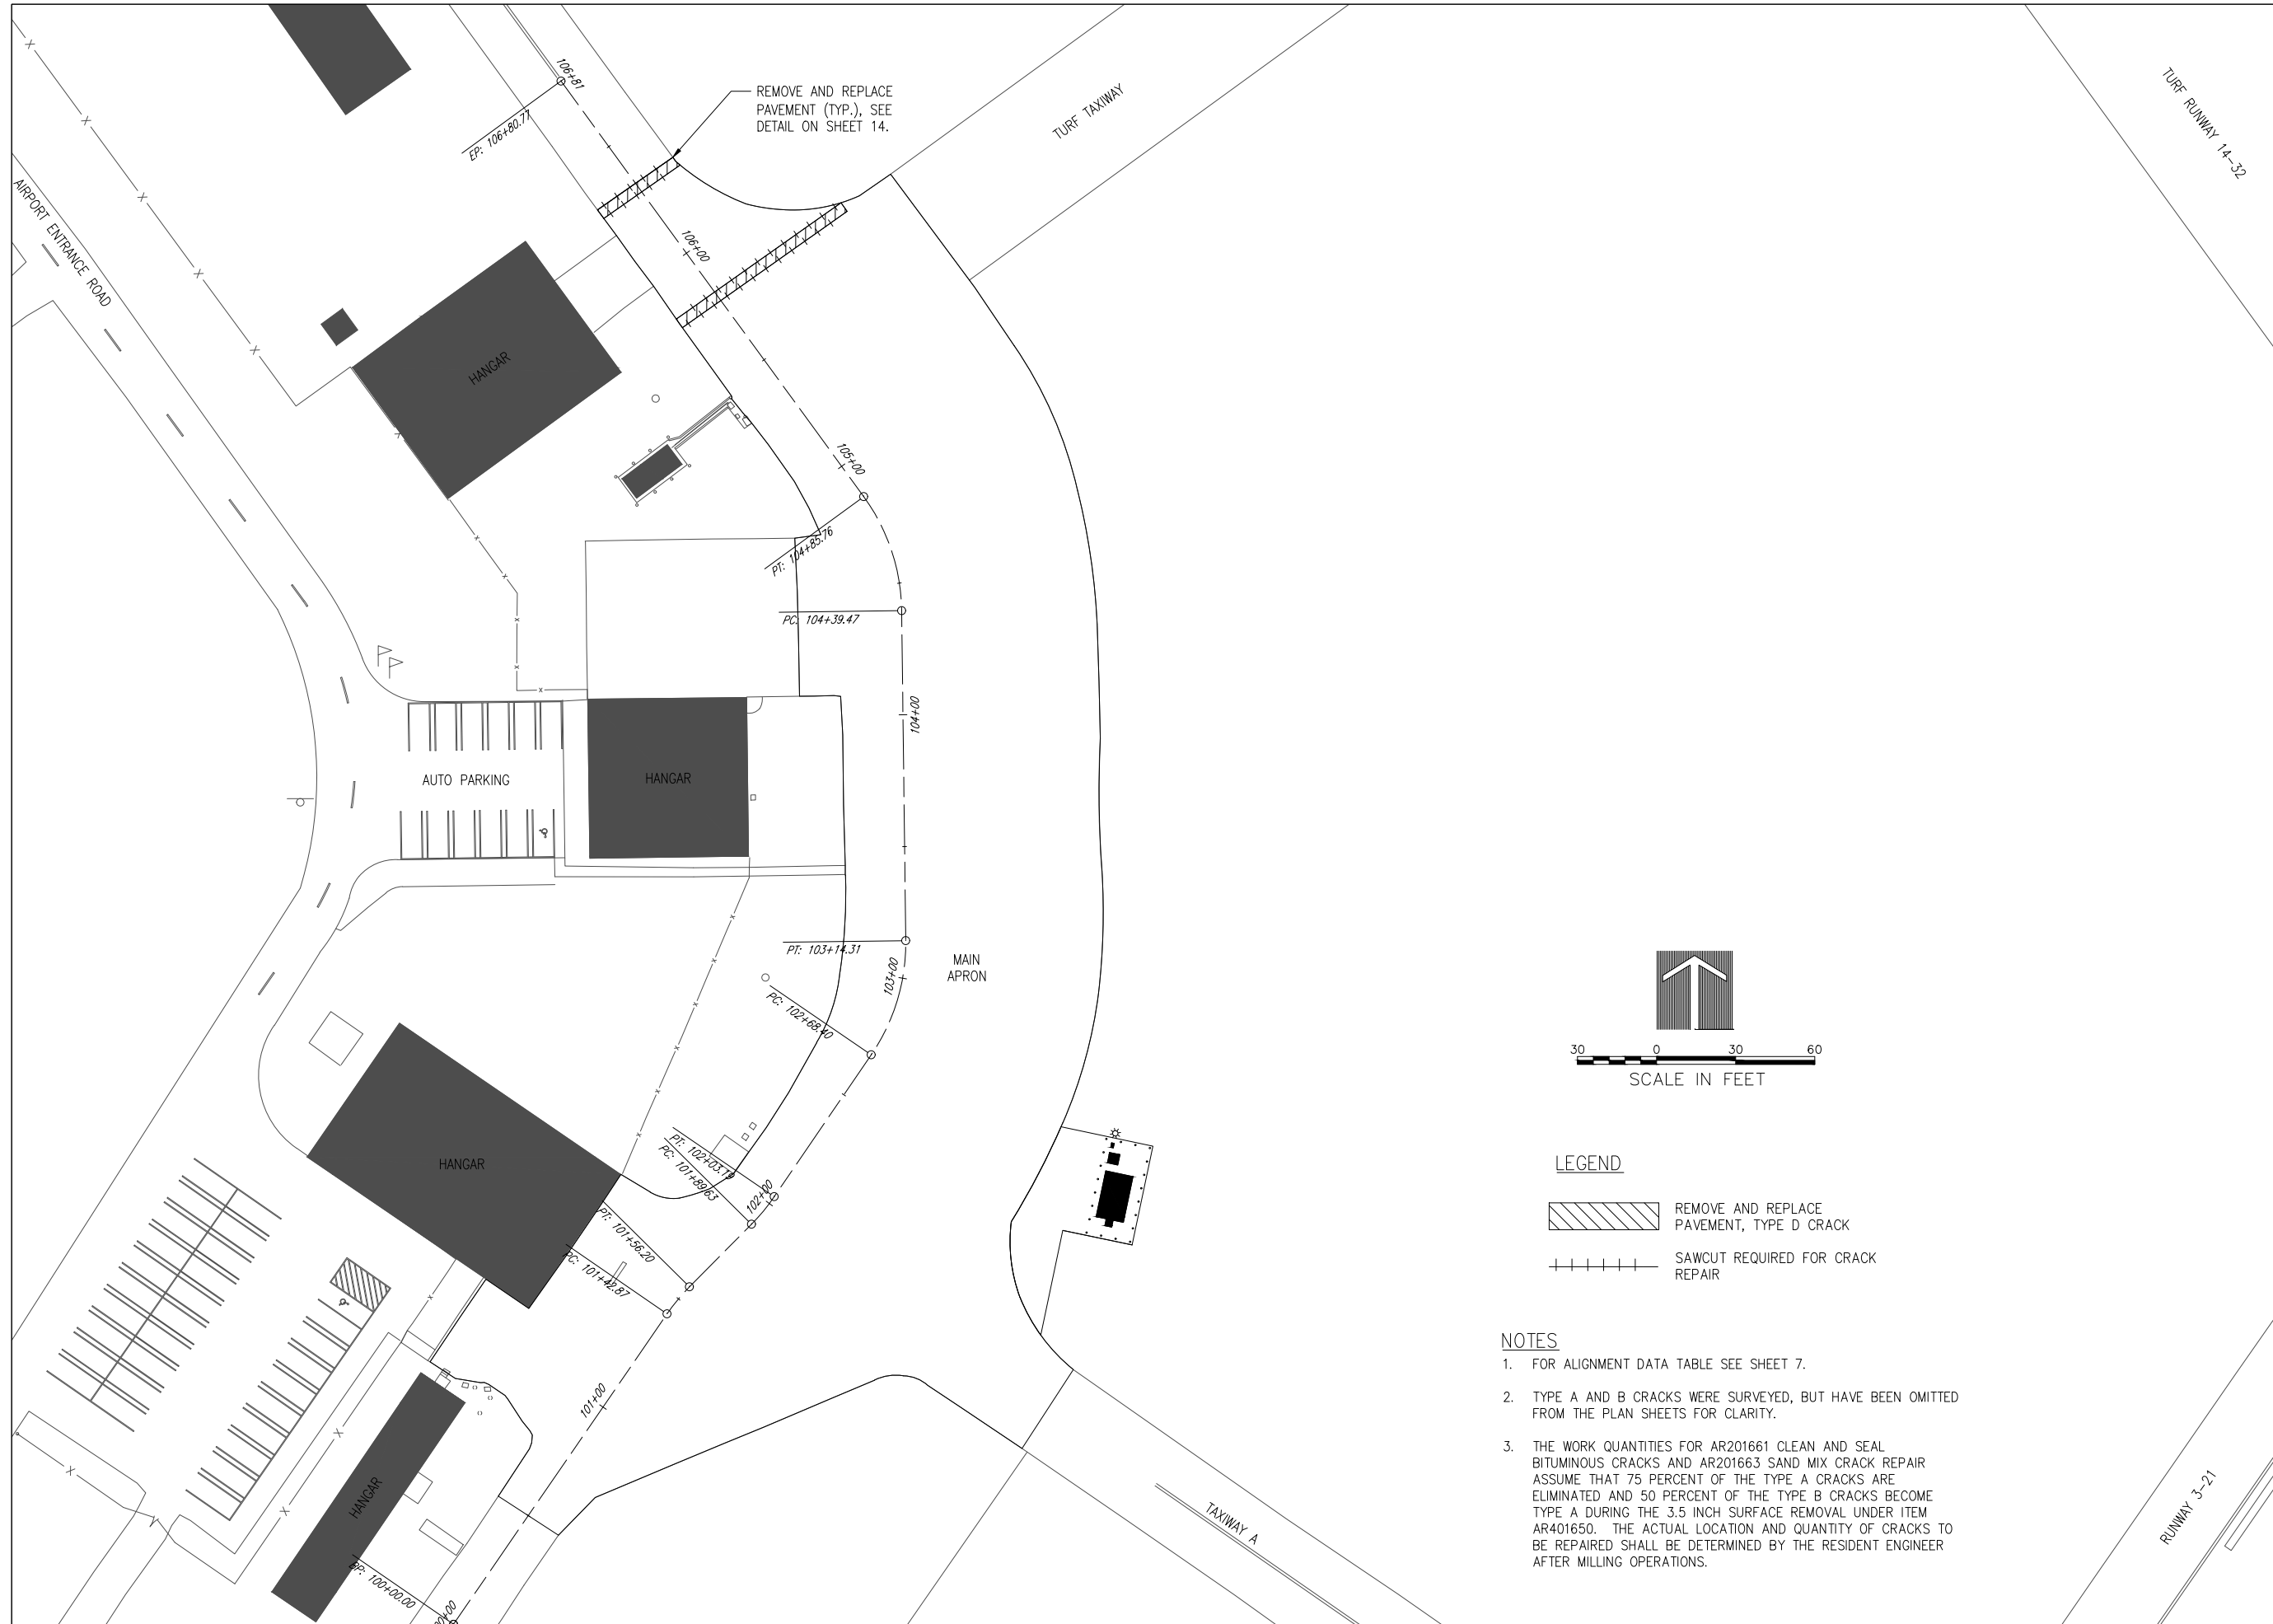 106+81
REMOVE AND REPLACE
PAVEMENT (TYP.), SEE
DETAIL ON SHEET 14.
EP: 106+80.77
TURF TAXIWAY
TURF RUNWAY 14-32
AIRPORT ENTRANCE ROAD
106+00
HANGAR
105+00
PT: 104+85.76
PC: 104+39.47
104+00
AUTO PARKING
HANGAR
PT: 103+14.31
103+00
MAIN
APRON
PC: 102+68.40
30 0 30 60
SCALE IN FEET
PT: 102+03.19
PC: 101+89.63
102+00
HANGAR
PT: 101+56.20
PC: 101+42.87
LEGEND
REMOVE AND REPLACE
PAVEMENT, TYPE D CRACK
SAWCUT REQUIRED FOR CRACK
REPAIR
101+00
HANGAR
BP: 100+00.00
TAXIWAY A
RUNWAY 3-21
NOTES
1. FOR ALIGNMENT DATA TABLE SEE SHEET 7.
2. TYPE A AND B CRACKS WERE SURVEYED, BUT HAVE BEEN OMITTED
FROM THE PLAN SHEETS FOR CLARITY.
3. THE WORK QUANTITIES FOR AR201661 CLEAN AND SEAL
BITUMINOUS CRACKS AND AR201663 SAND MIX CRACK REPAIR
ASSUME THAT 75 PERCENT OF THE TYPE A CRACKS ARE
ELIMINATED AND 50 PERCENT OF THE TYPE B CRACKS BECOME
TYPE A DURING THE 3.5 INCH SURFACE REMOVAL UNDER ITEM
AR401650. THE ACTUAL LOCATION AND QUANTITY OF CRACKS TO
BE REPAIRED SHALL BE DETERMINED BY THE RESIDENT ENGINEER
AFTER MILLING OPERATIONS.